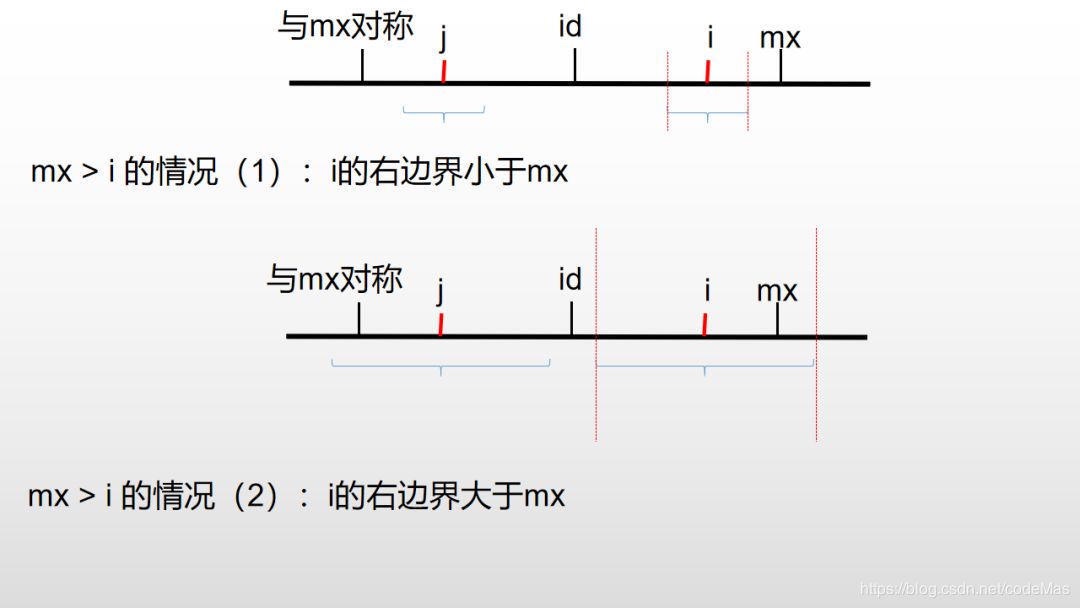 与mx对称 j id i mx
mx > i 的情况（1）：i的右边界小于mx
与mx对称 j id i mx
mx > i 的情况（2）：i的右边界大于mx
https://blog.csdn.net/codeMas